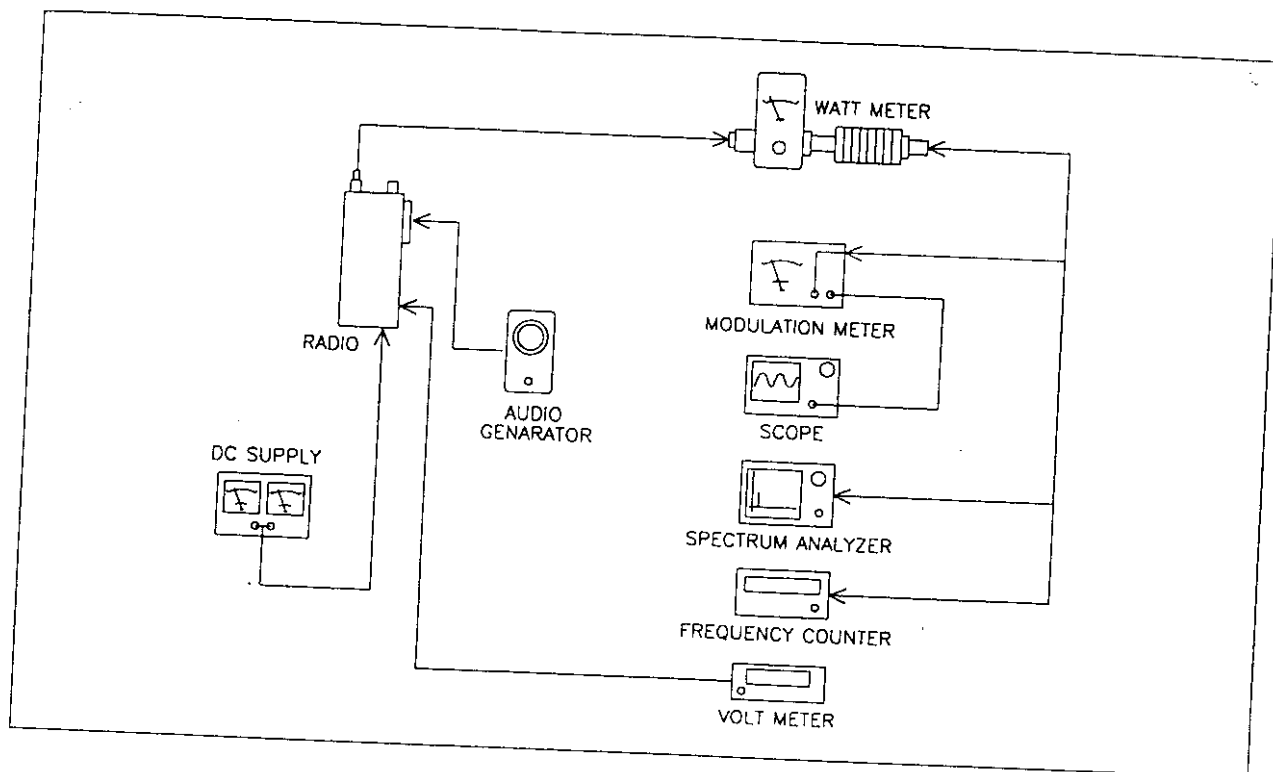 WATT METER
RADIO
MODULATION METER
AUDIO
GENARATOR
SCOPE
DC SUPPLY
SPECTRUM ANALYZER
FREQUENCY COUNTER
VOLT METER